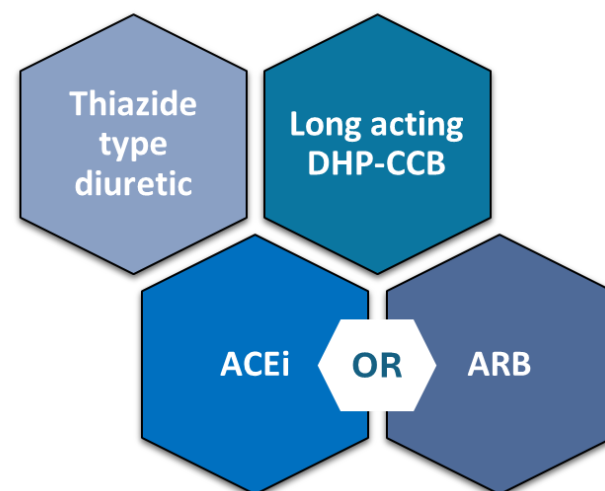 Thiazide
type
diuretic
Long acting
DHP-CCB
ACEi
OR
ARB